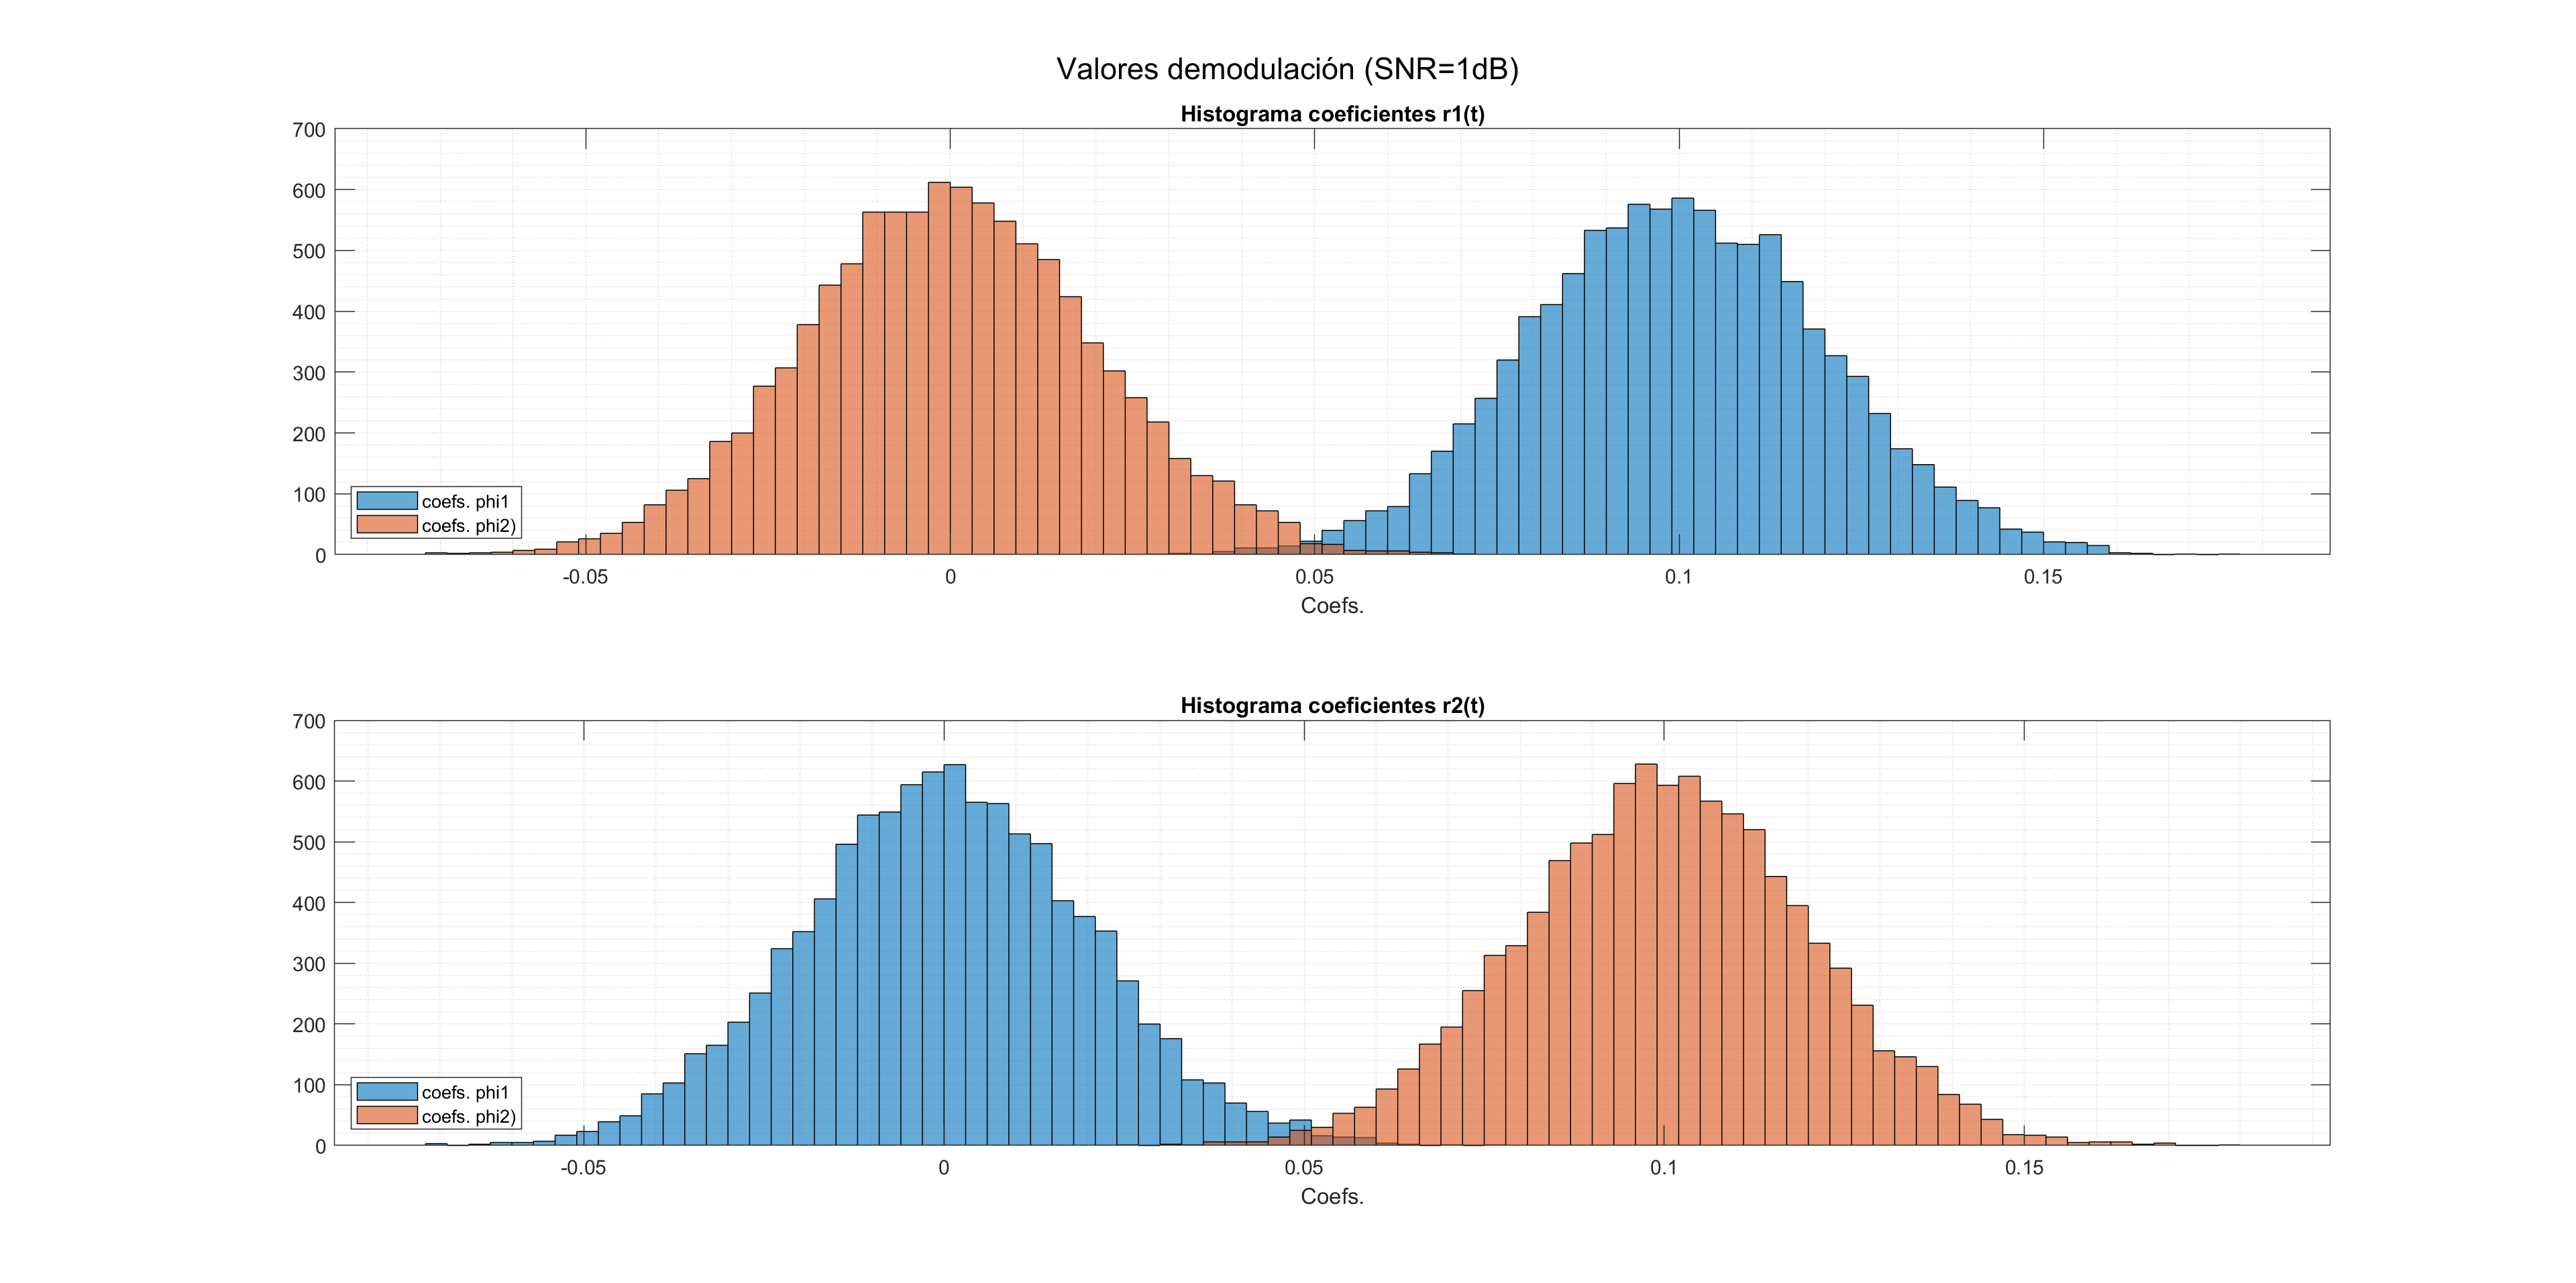 Valores demodulación (SNR=1dB)
Histograma coeficientes r1(t)
700
600
500
400
300
200
100
0
coefs. phi1
coefs. phi2)
-0.05 0 0.05 0.1 0.15
Coefs.
Histograma coeficientes r2(t)
700
600
500
400
300
200
100
0
coefs. phi1
coefs. phi2)
-0.05 0 0.05 0.1 0.15
Coefs.